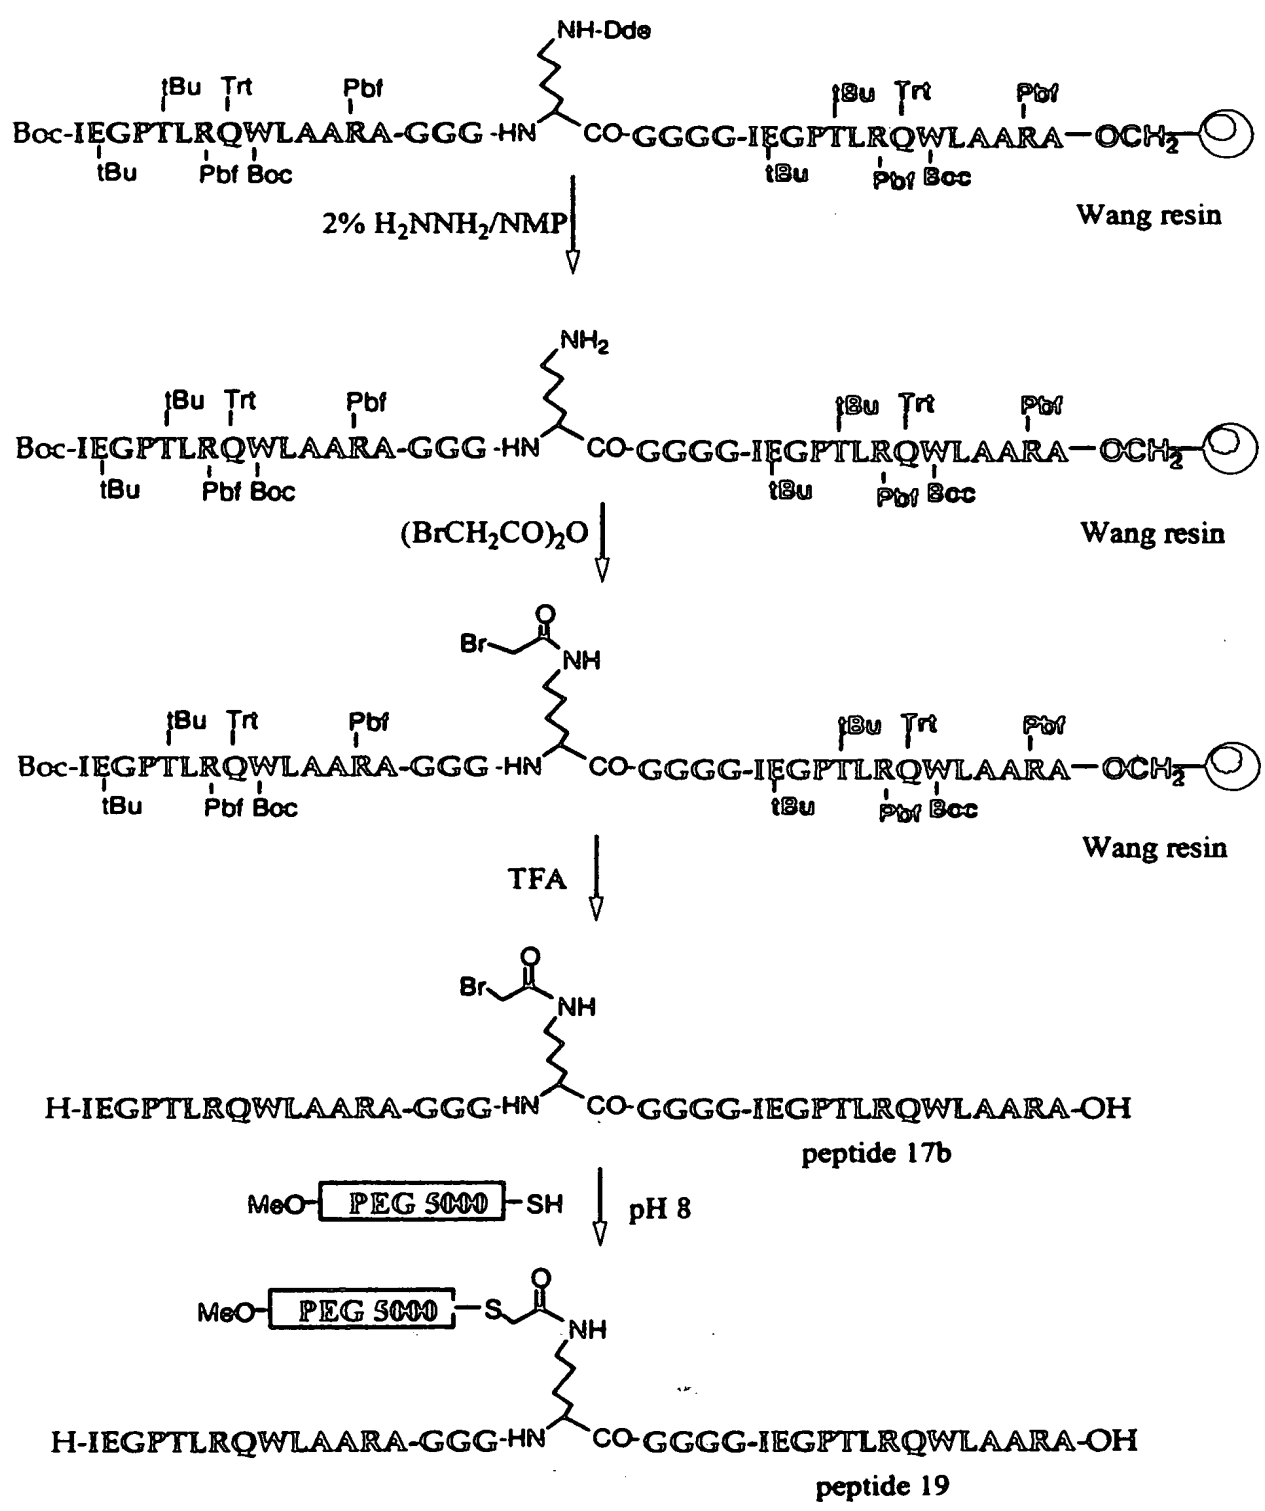 NH-Dde
tBu Trt Pbf tBu Trt Pbf
Boc-IEGPTLRQWLAARA-GGG-HN CO-GGGG-IEGPTLRQWLAARA-OCH2
tBu Pbf Boc tBu Pbf Boc
Wang resin
2% H2NNH2/NMP
NH2
tBu Trt Pbf tBu Trt Pbf
Boc-IEGPTLRQWLAARA-GGG-HN CO-GGGG-IEGPTLRQWLAARA-OCH2
tBu Pbf Boc tBu Pbf Boc
(BrCH2CO)2O Wang resin
O
Br
NH
tBu Trt Pbf tBu Trt Pbf
Boc-IEGPTLRQWLAARA-GGG-HN CO-GGGG-IEGPTLRQWLAARA-OCH2
tBu Pbf Boc tBu Pbf Boc
Wang resin
TFA
O
Br
NH
H-IEGPTLRQWLAARA-GGG-HN CO-GGGG-IEGPTLRQWLAARA-OH
peptide 17b
MeO-PEG 5000-SH pH 8
O
MeO-PEG 5000-S
NH
H-IEGPTLRQWLAARA-GGG-HN CO-GGGG-IEGPTLRQWLAARA-OH
peptide 19